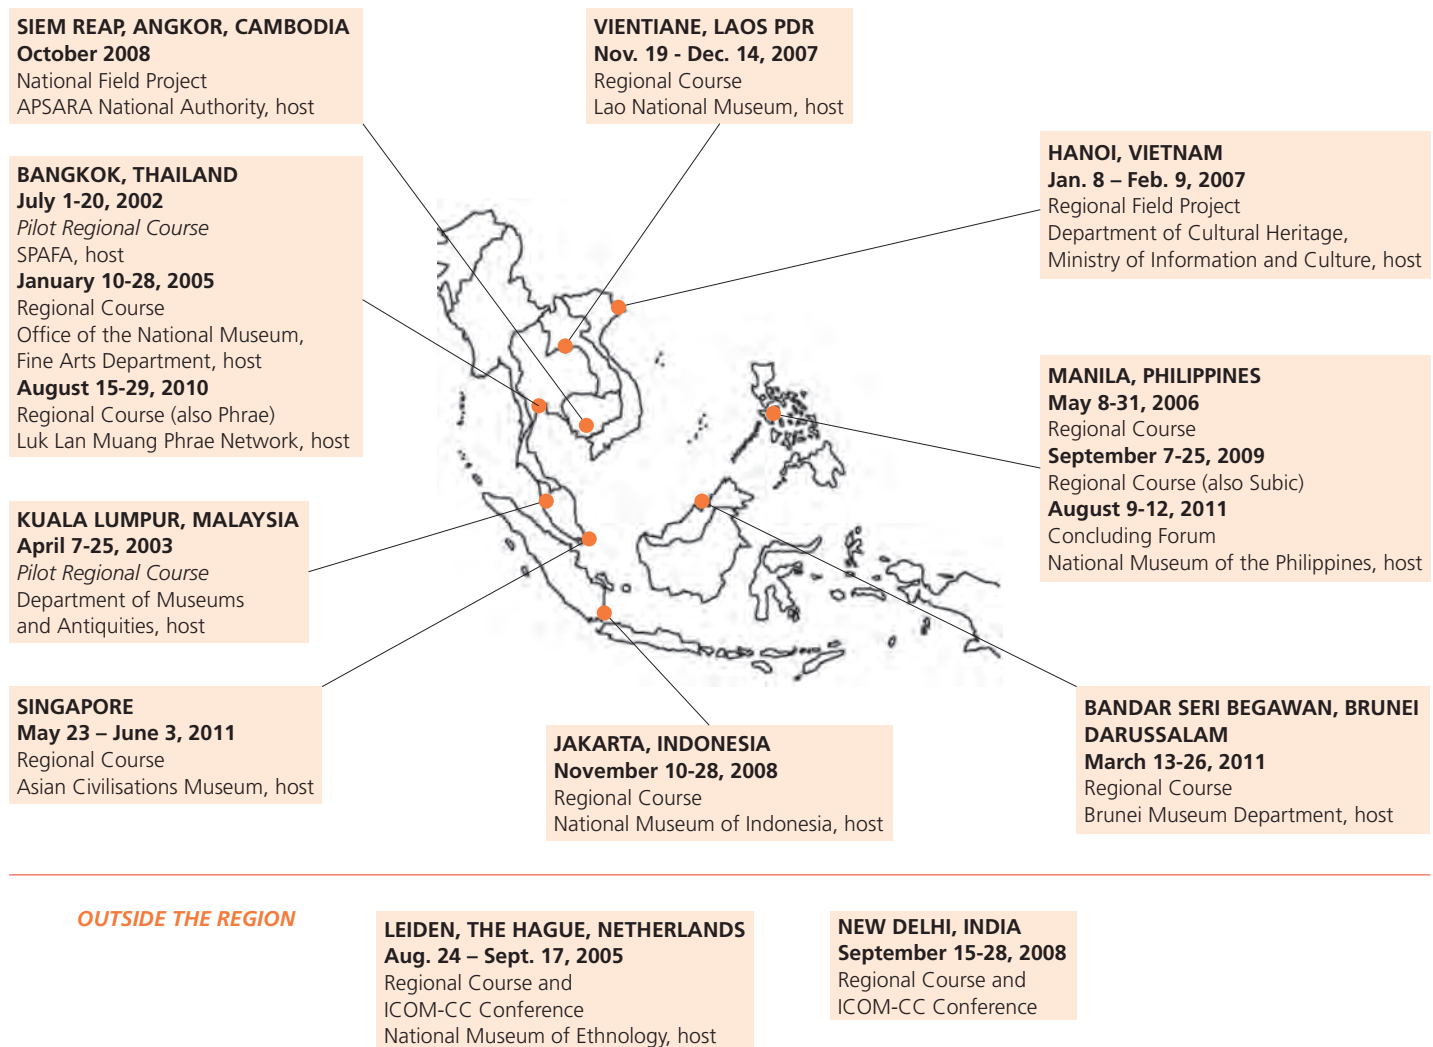 SIEM REAP, ANGKOR, CAMBODIA
October 2008
National Field Project
APSARA National Authority, host
VIENTIANE, LAOS PDR
Nov. 19 - Dec. 14, 2007
Regional Course
Lao National Museum, host
HANOI, VIETNAM
Jan. 8 – Feb. 9, 2007
Regional Field Project
Department of Cultural Heritage,
Ministry of Information and Culture, host
BANGKOK, THAILAND
July 1-20, 2002
Pilot Regional Course
SPAFA, host
January 10-28, 2005
Regional Course
Office of the National Museum,
Fine Arts Department, host
August 15-29, 2010
Regional Course (also Phrae)
Luk Lan Muang Phrae Network, host
MANILA, PHILIPPINES
May 8-31, 2006
Regional Course
September 7-25, 2009
Regional Course (also Subic)
August 9-12, 2011
Concluding Forum
National Museum of the Philippines, host
KUALA LUMPUR, MALAYSIA
April 7-25, 2003
Pilot Regional Course
Department of Museums
and Antiquities, host
SINGAPORE
May 23 – June 3, 2011
Regional Course
Asian Civilisations Museum, host
JAKARTA, INDONESIA
November 10-28, 2008
Regional Course
National Museum of Indonesia, host
BANDAR SERI BEGAWAN, BRUNEI
DARUSSALAM
March 13-26, 2011
Regional Course
Brunei Museum Department, host
OUTSIDE THE REGION
LEIDEN, THE HAGUE, NETHERLANDS
Aug. 24 – Sept. 17, 2005
Regional Course and
ICOM-CC Conference
National Museum of Ethnology, host
NEW DELHI, INDIA
September 15-28, 2008
Regional Course and
ICOM-CC Conference